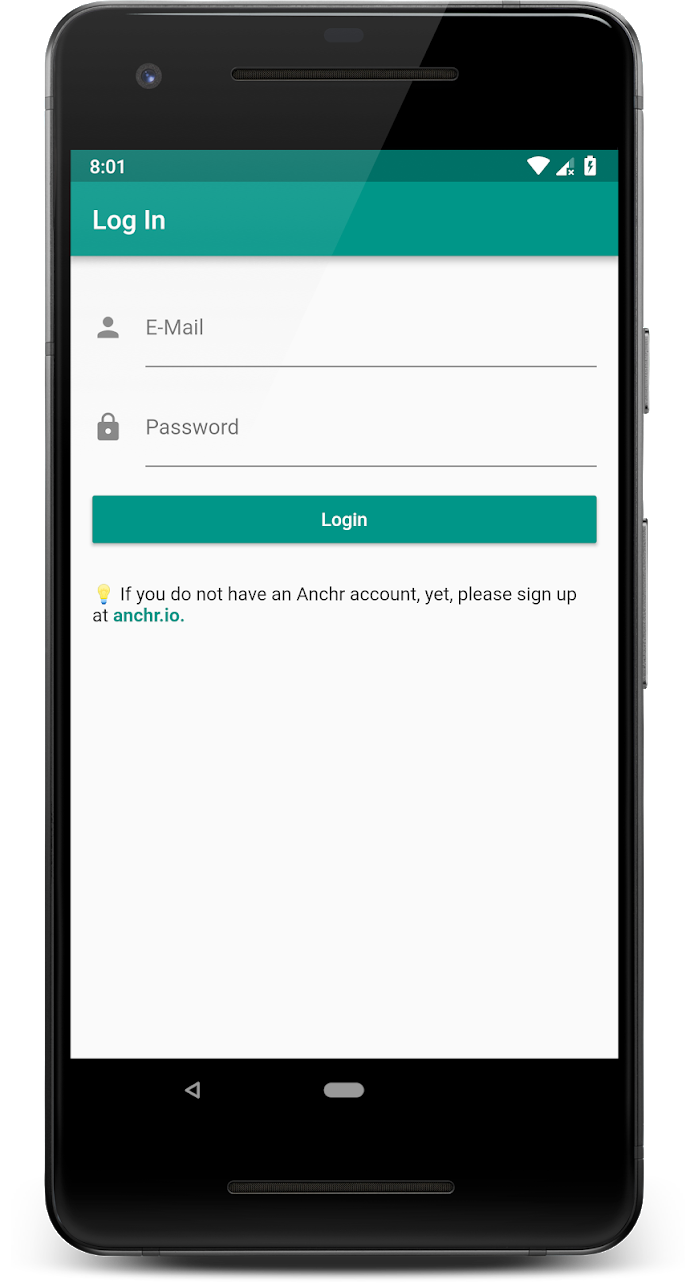 8:01
Log In
E-Mail
Password
Login
💡 If you do not have an Anchr account, yet, please sign up
at anchr.io.